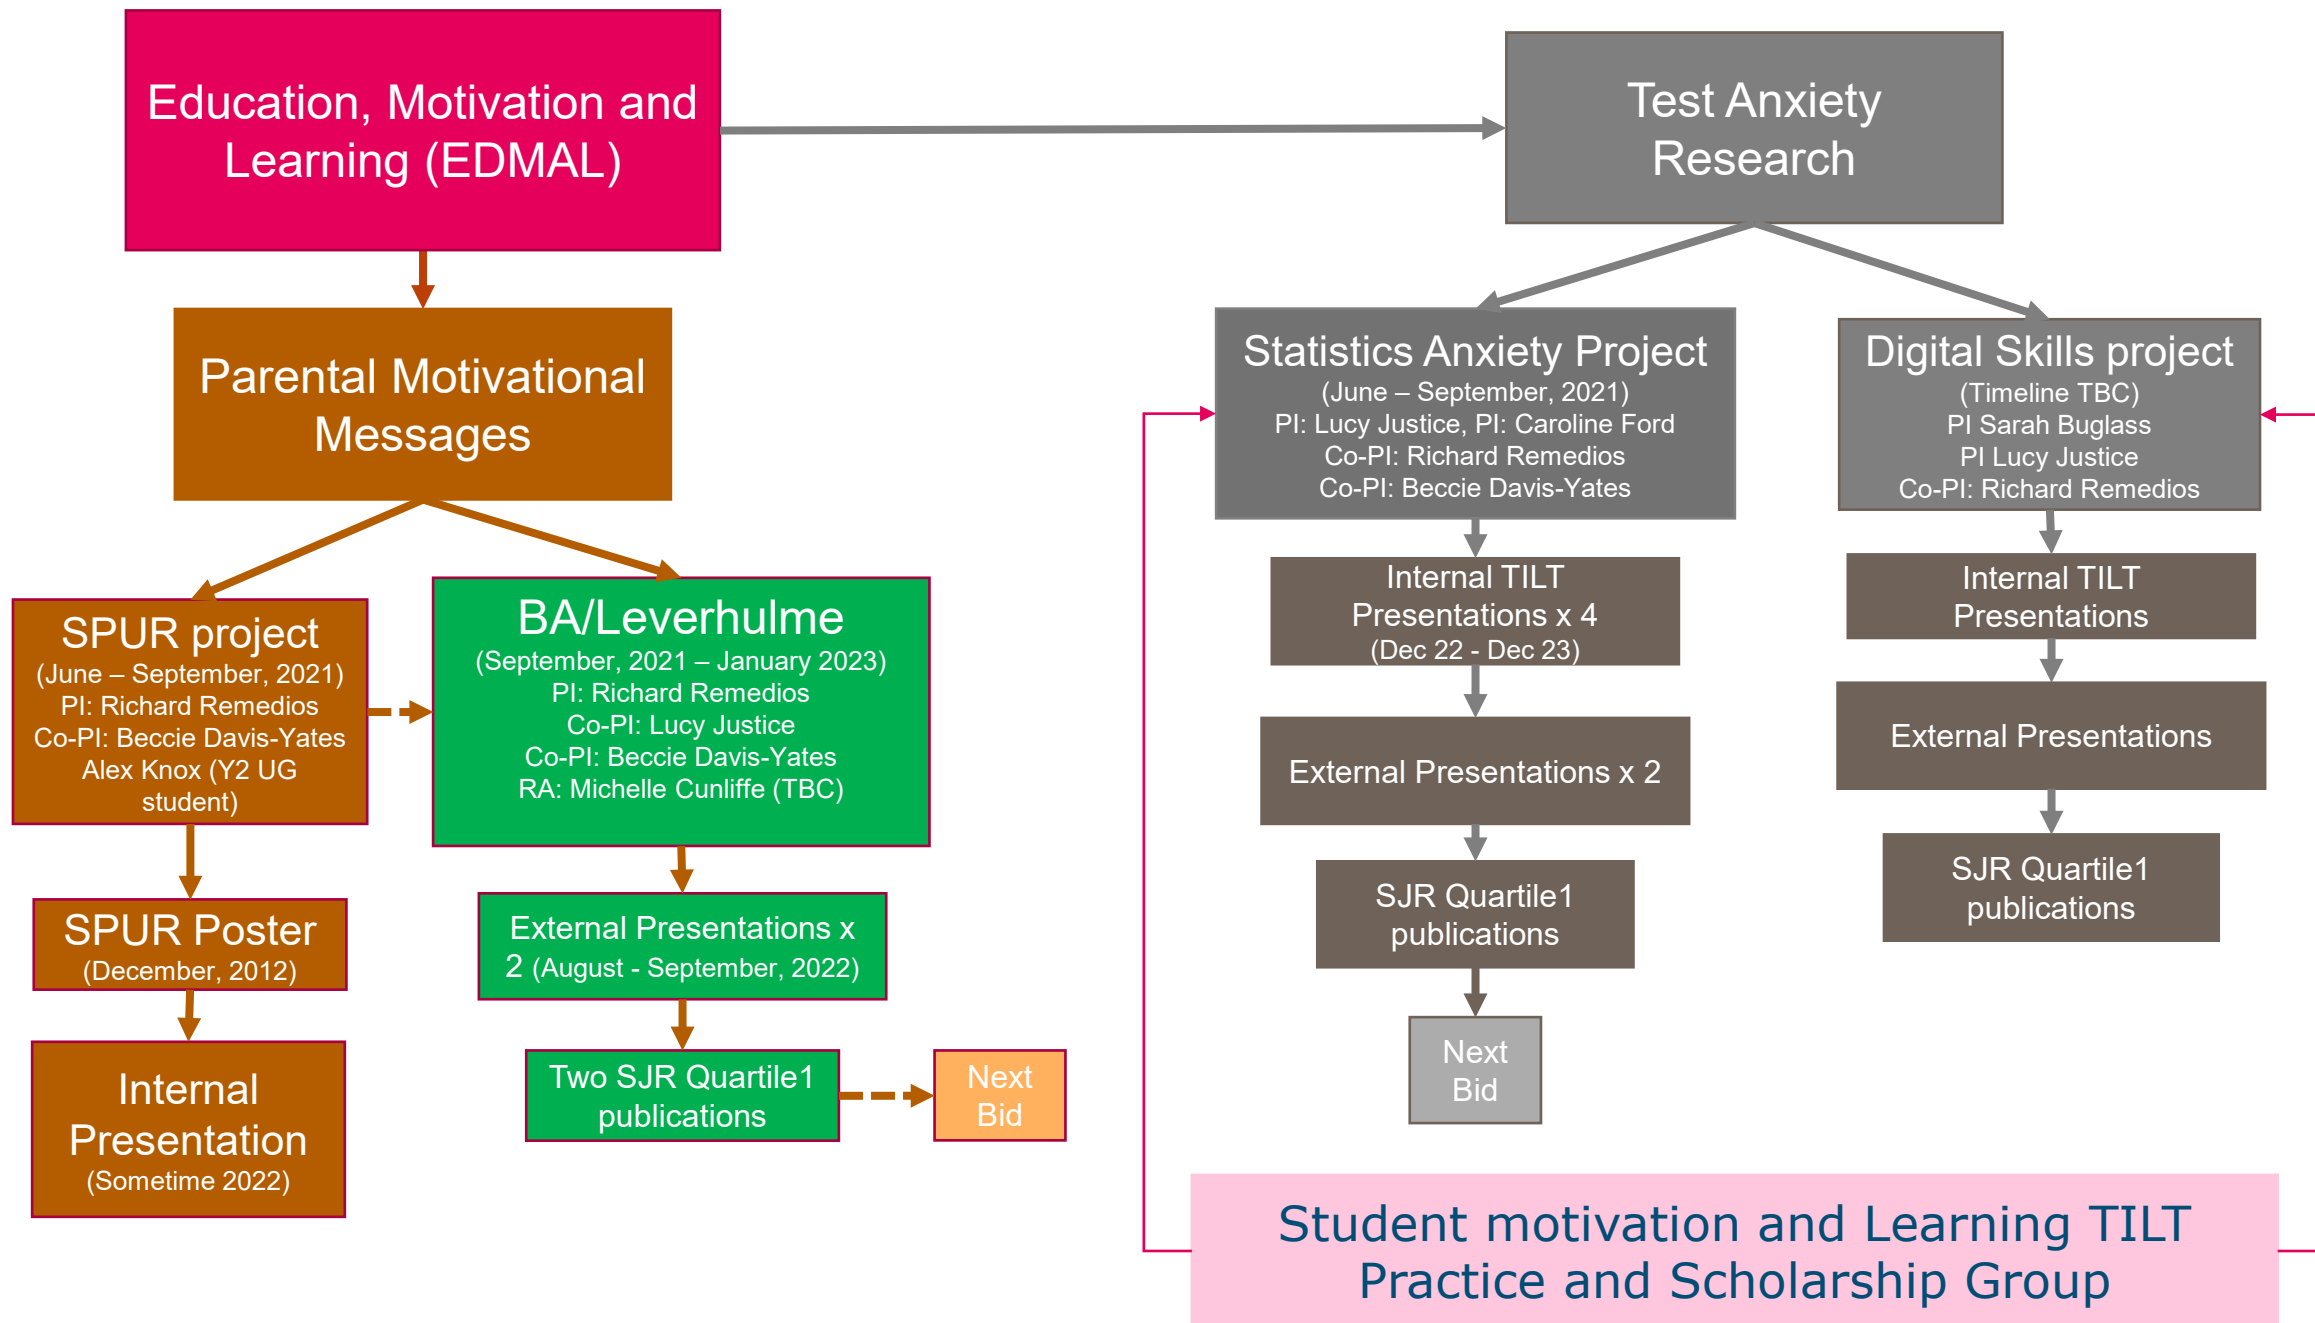 Education, Motivation and
Learning (EDMAL)
Test Anxiety
Research
Parental Motivational
Messages
Statistics Anxiety Project
(June – September, 2021)
PI: Lucy Justice, PI: Caroline Ford
Co-PI: Richard Remedios
Co-PI: Beccie Davis-Yates
Digital Skills project
(Timeline TBC)
PI Sarah Buglass
PI Lucy Justice
Co-PI: Richard Remedios
SPUR project
(June – September, 2021)
PI: Richard Remedios
Co-PI: Beccie Davis-Yates
Alex Knox (Y2 UG
student)
BA/Leverhulme
(September, 2021 – January 2023)
PI: Richard Remedios
Co-PI: Lucy Justice
Co-PI: Beccie Davis-Yates
RA: Michelle Cunliffe (TBC)
Internal TILT
Presentations x 4
(Dec 22 - Dec 23)
Internal TILT
Presentations
External Presentations x 2
External Presentations
SPUR Poster
(December, 2012)
External Presentations x
2 (August - September, 2022)
SJR Quartile1
publications
SJR Quartile1
publications
Internal
Presentation
(Sometime 2022)
Two SJR Quartile1
publications
Next
Bid
Next
Bid
Student motivation and Learning TILT
Practice and Scholarship Group